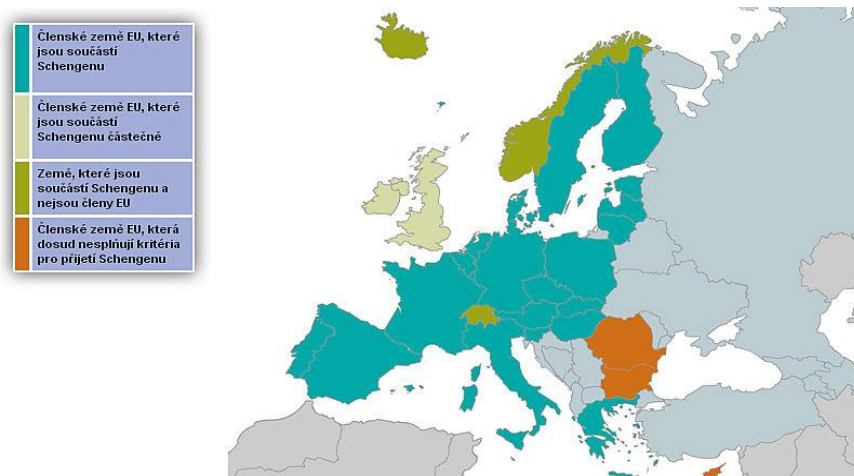 Členské země EU, které
jsou součástí
Schengenu
Členské země EU, které
jsou součástí
Schengenu částečně
Země, které jsou
součástí Schengenu a
nejsou členy EU
Členské země EU, která
dosud nesplňují kritéria
pro přijetí Schengenu